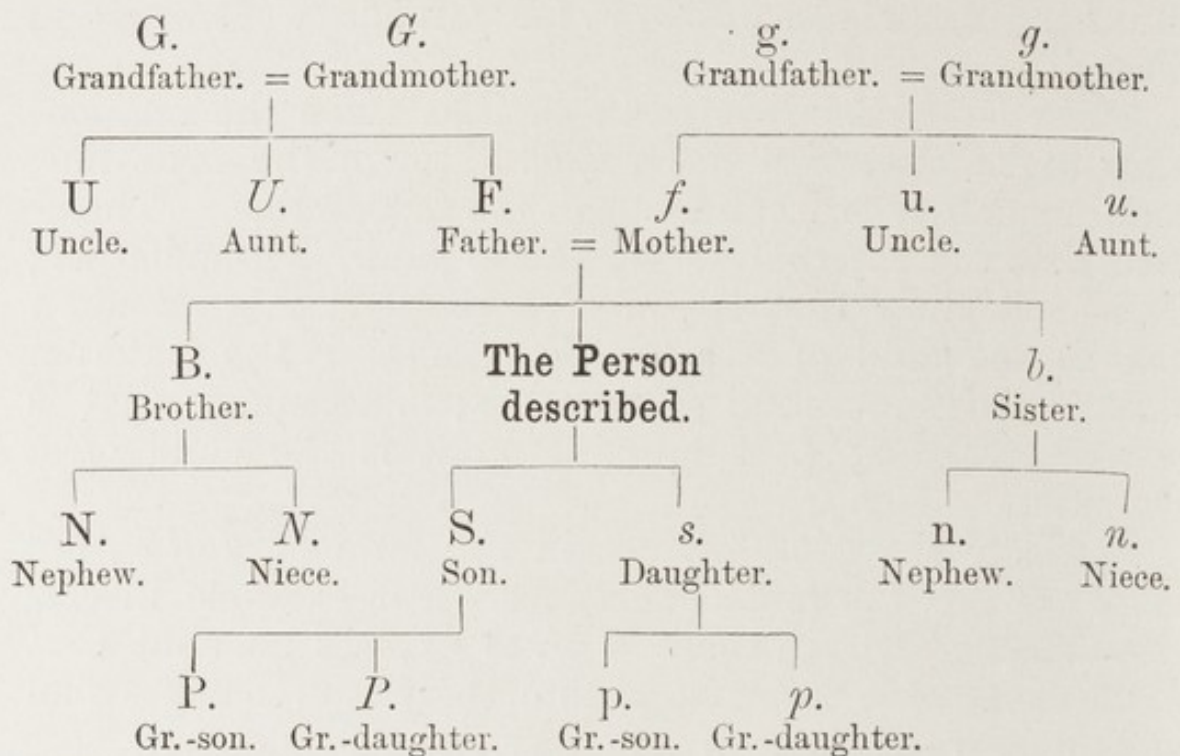 G. G. g. g.
Grandfather. = Grandmother. Grandfather. = Grandmother.
U U. F. f. u. u.
Uncle. Aunt. Father. = Mother. Uncle. Aunt.
B. The Person b.
Brother. described. Sister.
N. N. S. s. n. n.
Nephew. Niece. Son. Daughter. Nephew. Niece.
P. P. p. p.
Gr.-son. Gr.-daughter. Gr.-son. Gr.-daughter.